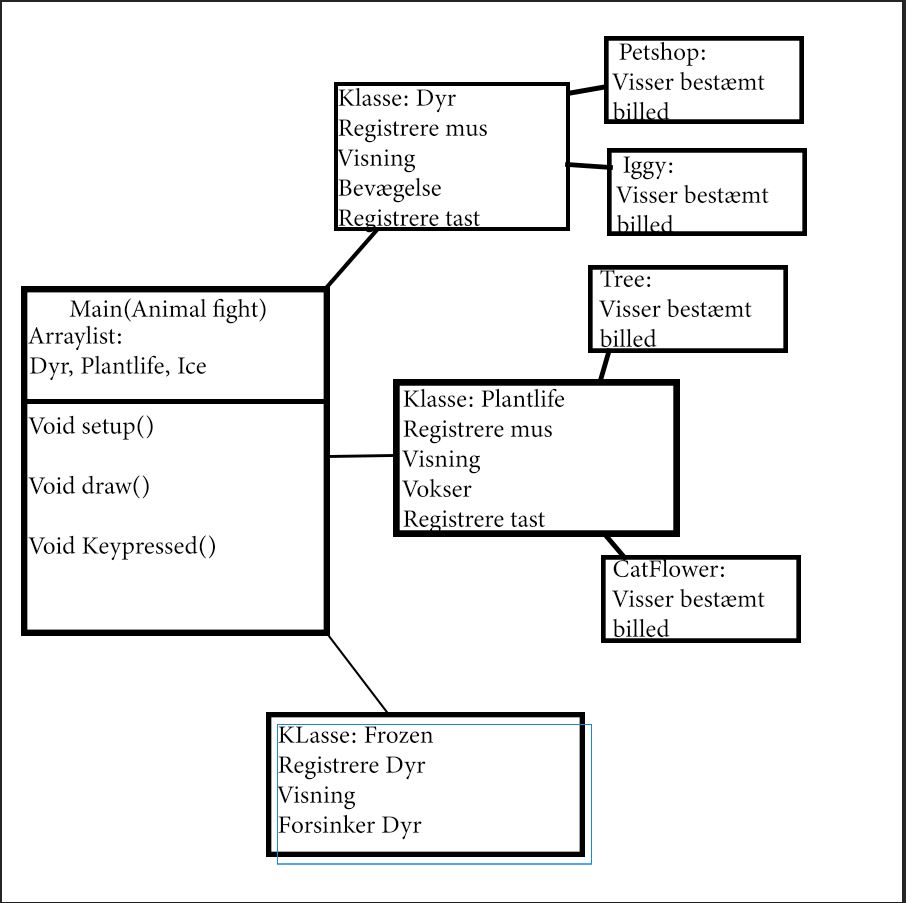 Petshop:
Visser bestæmt
billed
Klasse: Dyr
Registrere mus
Visning
Bevægelse
Registrere tast
Iggy:
Visser bestæmt
billed
Tree:
Visser bestæmt
billed
Main(Animal fight)
Arraylist:
Dyr, Plantlife, Ice
Void setup()
Void draw()
Void Keypressed()
Klasse: Plantlife
Registrere mus
Visning
Vokser
Registrere tast
CatFlower:
Visser bestæmt
billed
KLasse: Frozen
Registrere Dyr
Visning
Forsinker Dyr